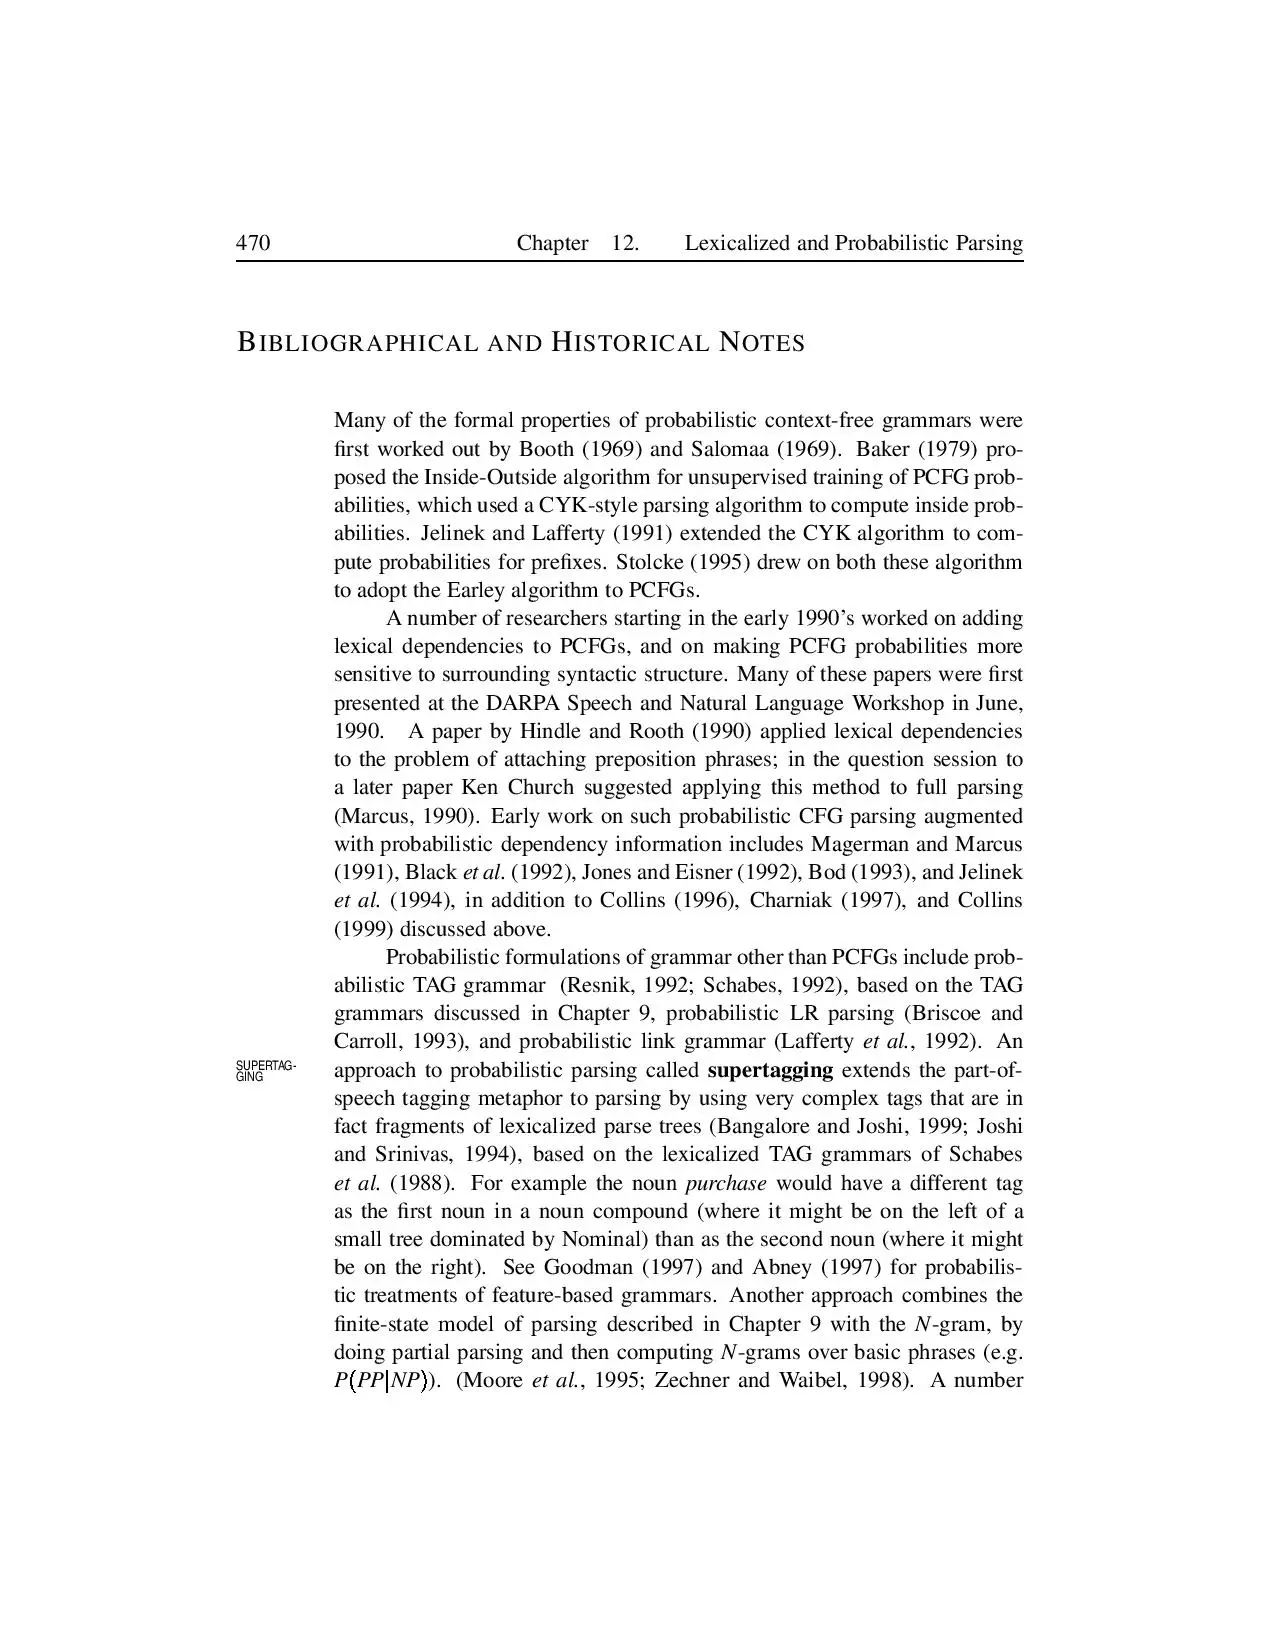 470 Chapter 12. Lexicalized and Probabilistic Parsing
BIBLIOGRAPHICAL AND HISTORICAL NOTES
Many of the formal properties of probabilistic context-free grammars were
first worked out by Booth (1969) and Salomaa (1969). Baker (1979) pro-
posed the Inside-Outside algorithm for unsupervised training of PCFG prob-
abilities, which used a CYK-style parsing algorithm to compute inside prob-
abilities. Jelinek and Lafferty (1991) extended the CYK algorithm to com-
pute probabilities for prefixes. Stolcke (1995) drew on both these algorithm
to adopt the Earley algorithm to PCFGs.
A number of researchers starting in the early 1990's worked on adding
lexical dependencies to PCFGs, and on making PCFG probabilities more
sensitive to surrounding syntactic structure. Many of these papers were first
presented at the DARPA Speech and Natural Language Workshop in June,
1990. A paper by Hindle and Rooth (1990) applied lexical dependencies
to the problem of attaching preposition phrases; in the question session to
a later paper Ken Church suggested applying this method to full parsing
(Marcus, 1990). Early work on such probabilistic CFG parsing augmented
with probabilistic dependency information includes Magerman and Marcus
(1991), Black et al. (1992), Jones and Eisner (1992), Bod (1993), and Jelinek
et al. (1994), in addition to Collins (1996), Charniak (1997), and Collins
(1999) discussed above.
Probabilistic formulations of grammar other than PCFGs include prob-
abilistic TAG grammar (Resnik, 1992; Schabes, 1992), based on the TAG
grammars discussed in Chapter 9, probabilistic LR parsing (Briscoe and
Carroll, 1993), and probabilistic link grammar (Lafferty et al., 1992). An
SUPERTAG-
GING
approach to probabilistic parsing called supertagging extends the part-of-
speech tagging metaphor to parsing by using very complex tags that are in
fact fragments of lexicalized parse trees (Bangalore and Joshi, 1999; Joshi
and Srinivas, 1994), based on the lexicalized TAG grammars of Schabes
et al. (1988). For example the noun purchase would have a different tag
as the first noun in a noun compound (where it might be on the left of a
small tree dominated by Nominal) than as the second noun (where it might
be on the right). See Goodman (1997) and Abney (1997) for probabilis-
tic treatments of feature-based grammars. Another approach combines the
finite-state model of parsing described in Chapter 9 with the N-gram, by
doing partial parsing and then computing N-grams over basic phrases (e.g.
P(PP|NP)). (Moore et al., 1995; Zechner and Waibel, 1998). A number